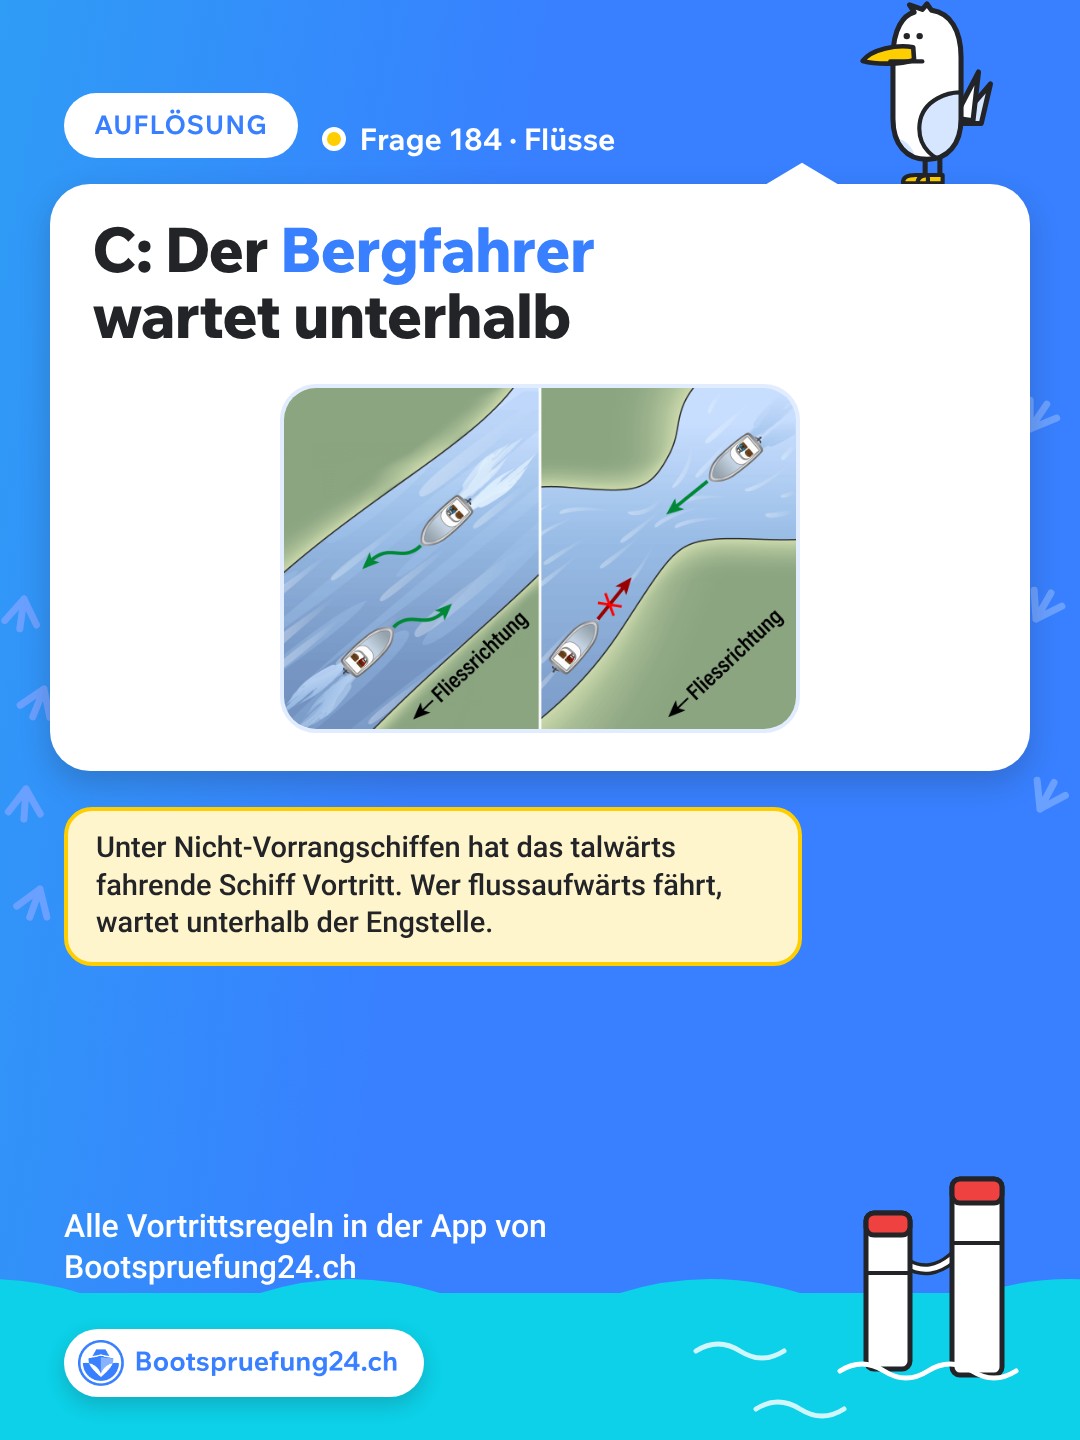 AUFLÖSUNG
Frage 184 · Flüsse
C: Der Bergfahrer
wartet unterhalb
Fliessrichtung
Fliessrichtung
Unter Nicht-Vorrangschiffen hat das talwärts
fahrende Schiff Vortritt. Wer flussaufwärts fährt,
wartet unterhalb der Engstelle.
Alle Vortrittsregeln in der App von
Bootspruefung24.ch
Bootspruefung24.ch